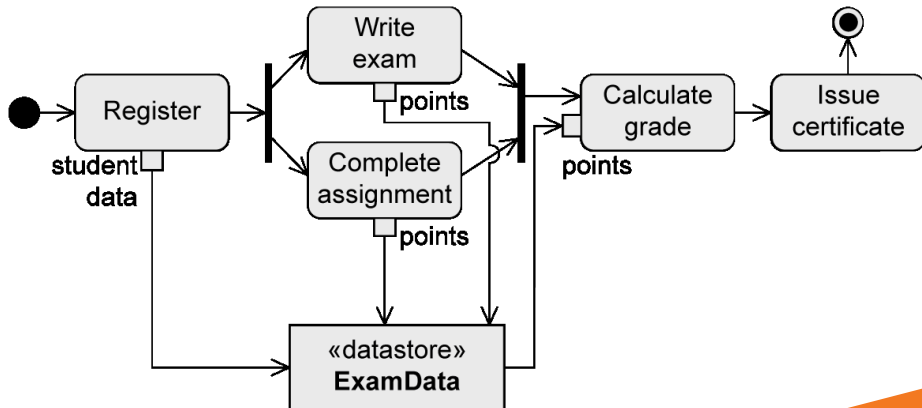 Write
exam
points
Register
student
data
Complete
assignment
points
Calculate
grade
points
Issue
certificate
«datastore»
ExamData